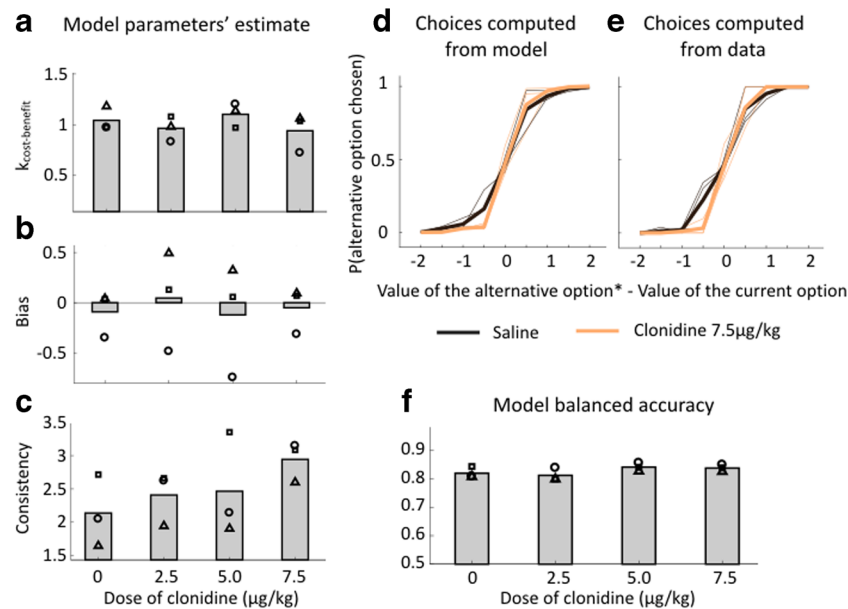 a Model parameters' estimate
1.5
1
0.5
kcost-benefit
b
0.5
0
-0.5
Bias
c
3.5
3
2.5
2
1.5
Consistency
0 2.5 5.0 7.5
Dose of clonidine (µg/kg)
d Choices computed
from model
e Choices computed
from data
1
0.5
0
P(alternative option chosen)
-2 -1 0 1 2
-2 -1 0 1 2
Value of the alternative option* - Value of the current option
Saline
Clonidine 7.5µg/kg
f Model balanced accuracy
0.9
0.8
0.7
0.6
0.5
0 2.5 5.0 7.5
Dose of clonidine (µg/kg)